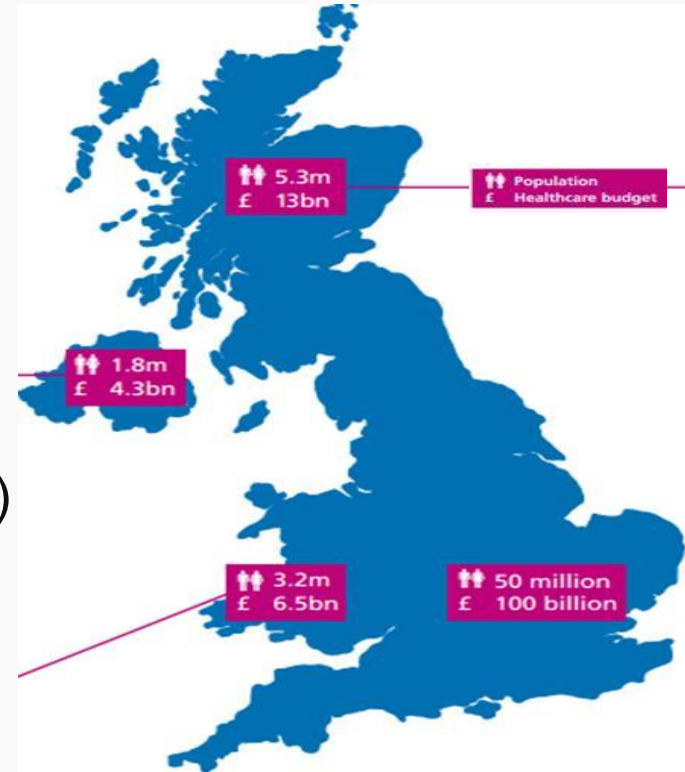 5.3m
£ 13bn
Population
£ Healthcare budget
1.8m
£ 4.3bn
)
3.2m
£ 6.5bn
50 million
£ 100 billion